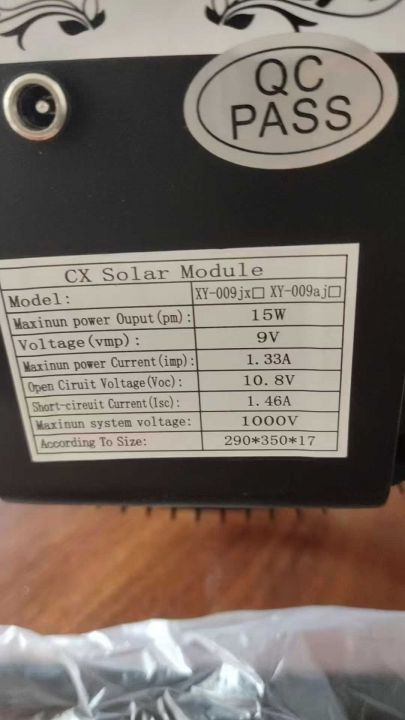 QC
PASS
CX Solar Module
Model: XY-009jx□ XY-009aj□
Maxinun power Ouput(pm): 15W
Voltage(vmp): 9V
Maxinun power Current(imp): 1.33A
Open Ciruit Voltage(Voc): 10.8V
Short-cireuit Current(Isc): 1.46A
Maxinun system voltage: 1000V
According To Size: 290*350*17